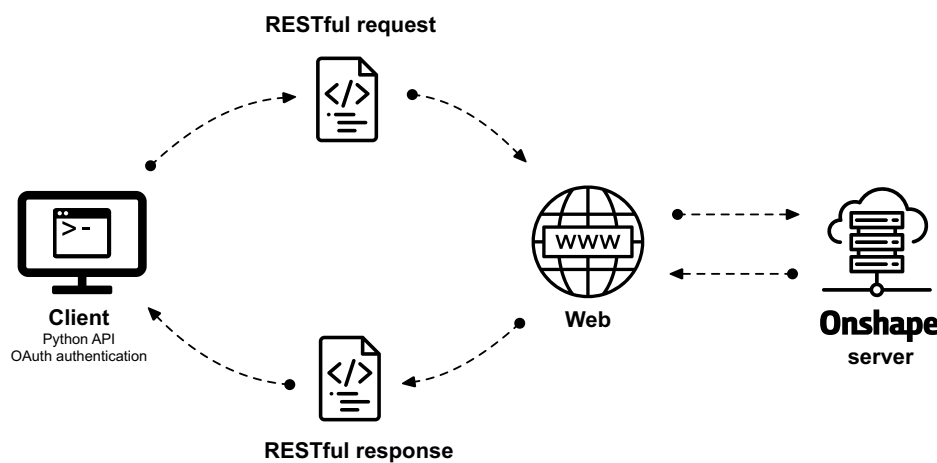 RESTful request
</>
</>
>-
WWW
Client
Python API
OAuth authentication
Web
Onshape
server
</>
RESTful response